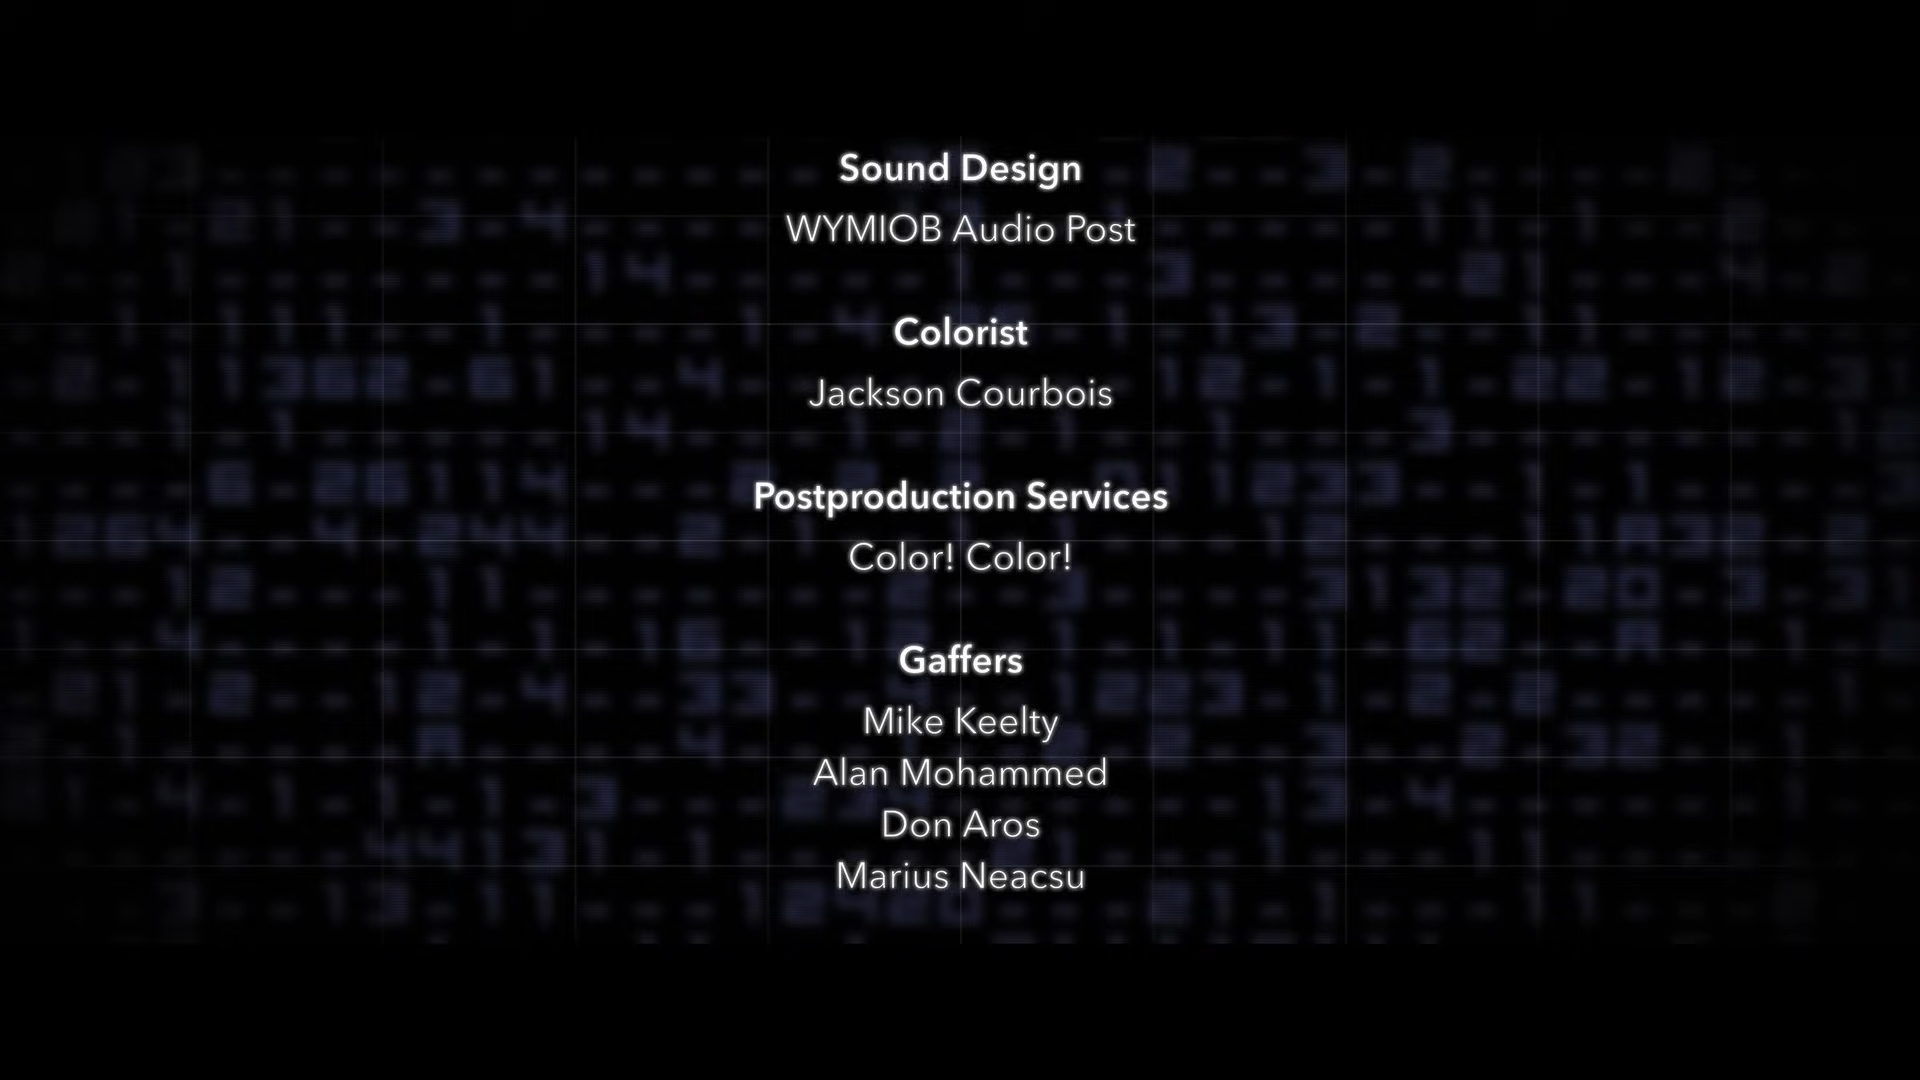 Sound Design
WYMIOB Audio Post
Colorist
Jackson Courbois
Postproduction Services
Color! Color!
Gaffers
Mike Keelty
Alan Mohammed
Don Aros
Marius Neacsu